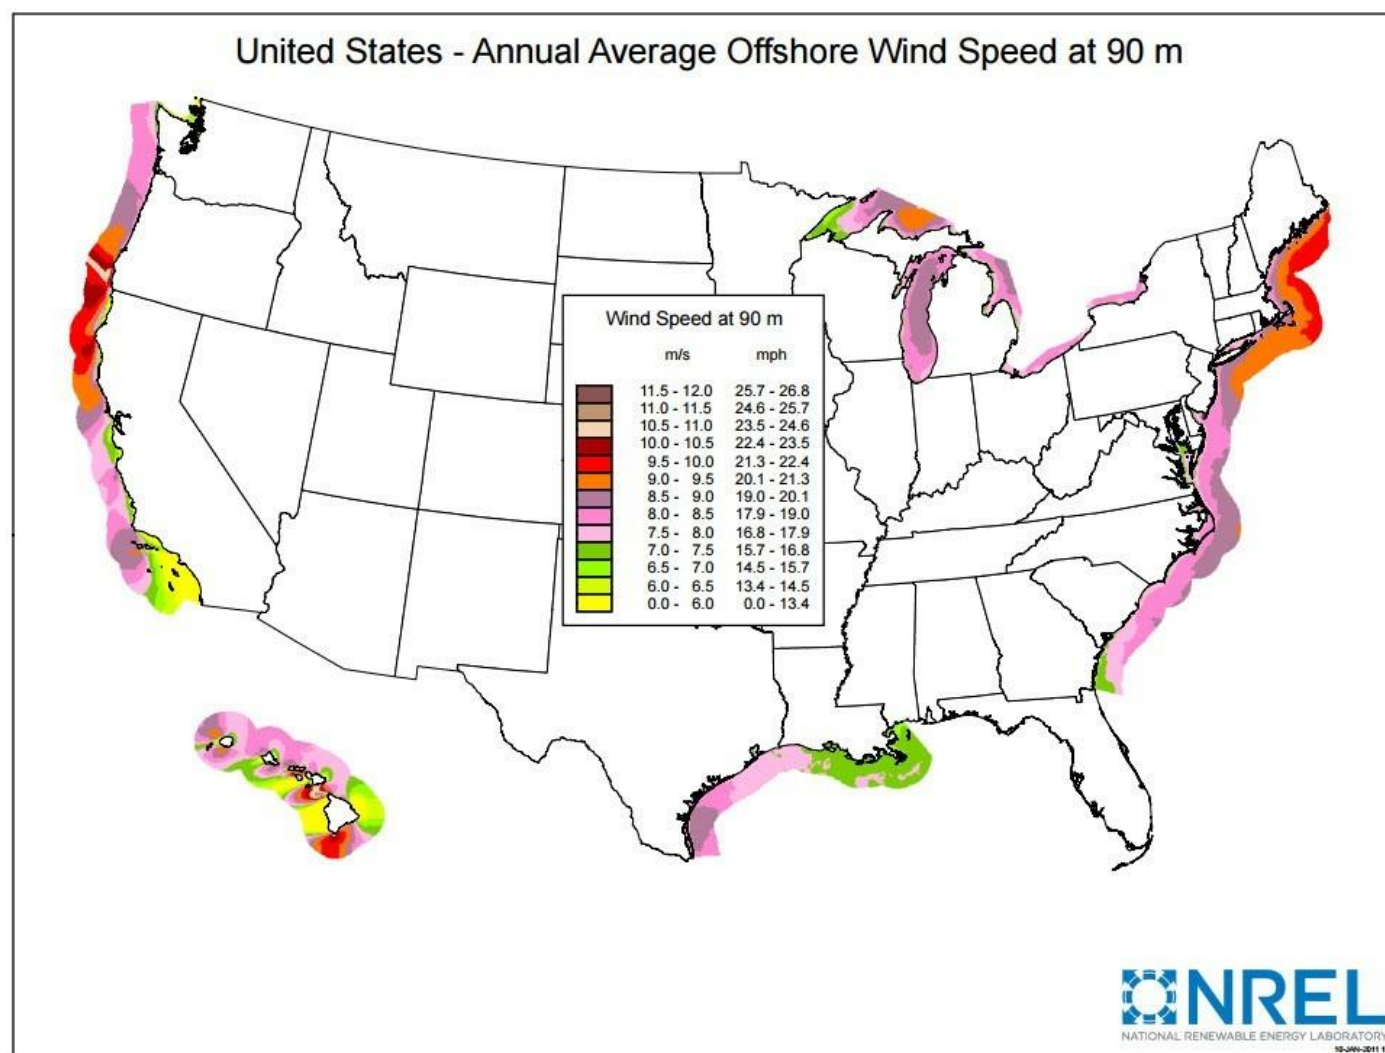 United States - Annual Average Offshore Wind Speed at 90 m
Wind Speed at 90 m
m/s mph
11.5 - 12.0 25.7 - 26.8
11.0 - 11.5 24.6 - 25.7
10.5 - 11.0 23.5 - 24.6
10.0 - 10.5 22.4 - 23.5
9.5 - 10.0 21.3 - 22.4
9.0 - 9.5 20.1 - 21.3
8.5 - 9.0 19.0 - 20.1
8.0 - 8.5 17.9 - 19.0
7.5 - 8.0 16.8 - 17.9
7.0 - 7.5 15.7 - 16.8
6.5 - 7.0 14.5 - 15.7
6.0 - 6.5 13.4 - 14.5
0.0 - 6.0 0.0 - 13.4
NREL
NATIONAL RENEWABLE ENERGY LABORATORY
10-JAN-2011 1